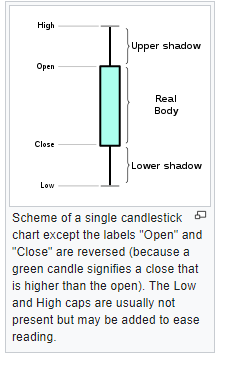 High
Upper shadow
Open
Real
Body
Close
Lower shadow
Low
Scheme of a single candlestick
chart except the labels "Open" and
"Close" are reversed (because a
green candle signifies a close that
is higher than the open). The Low
and High caps are usually not
present but may be added to ease
reading.